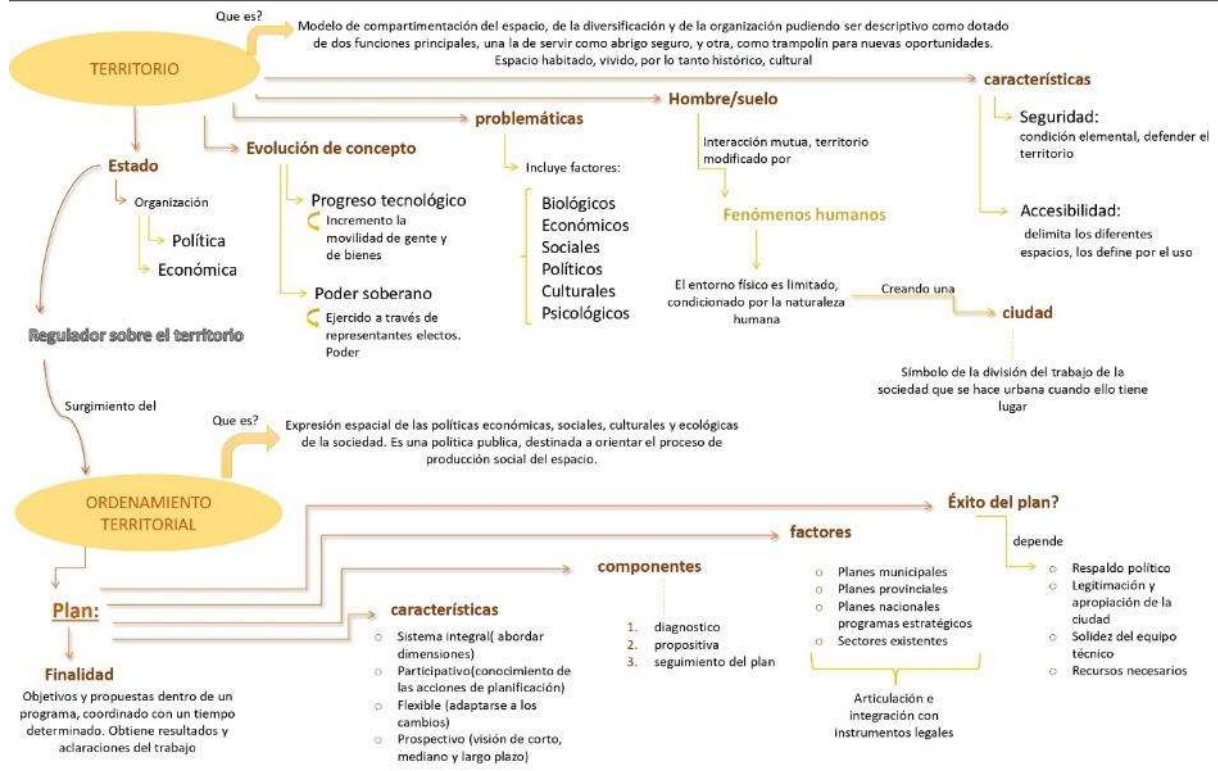 Que es?
Modelo de compartimentación del espacio, de la diversificación y de la organización pudiendo ser descriptivo como dotado
de dos funciones principales, una la de servir como abrigo seguro, y otra, como trampolín para nuevas oportunidades.
Espacio habitado, vivido, por lo tanto histórico, cultural
TERRITORIO
características
Seguridad:
condición elemental, defender el
territorio
Accesibilidad:
delimita los diferentes
espacios, los define por el uso
Hombre/suelo
Interacción mutua, territorio
modificado por
Fenómenos humanos
El entorno físico es limitado,
condicionado por la naturaleza
humana
Creando una
ciudad
Símbolo de la división del trabajo de la
sociedad que se hace urbana cuando ello tiene
lugar
problemáticas
Incluye factores:
Biológicos
Económicos
Sociales
Políticos
Culturales
Psicológicos
Evolución de concepto
Progreso tecnológico
Incremento la
movilidad de gente y
de bienes
Poder soberano
Ejercido a través de
representantes electos.
Poder
Estado
Organización
Política
Económica
Regulador sobre el territorio
Surgimiento del
Que es?
Expresión espacial de las políticas económicas, sociales, culturales y ecológicas
de la sociedad. Es una política publica, destinada a orientar el proceso de
producción social del espacio.
ORDENAMIENTO
TERRITORIAL
Éxito del plan?
depende
○ Respaldo político
○ Legitimación y
apropiación de la
ciudad
○ Solidez del equipo
técnico
○ Recursos necesarios
factores
○ Planes municipales
○ Planes provinciales
○ Planes nacionales
programas estratégicos
○ Sectores existentes
Articulación e
integración con
instrumentos legales
componentes
1. diagnostico
2. propositiva
3. seguimiento del plan
características
○ Sistema integral( abordar
dimensiones)
○ Participativo(conocimiento de
las acciones de planificación)
○ Flexible (adaptarse a los
cambios)
○ Prospectivo (visión de corto,
mediano y largo plazo)
Plan:
Finalidad
Objetivos y propuestas dentro de un
programa, coordinado con un tiempo
determinado. Obtiene resultados y
aclaraciones del trabajo